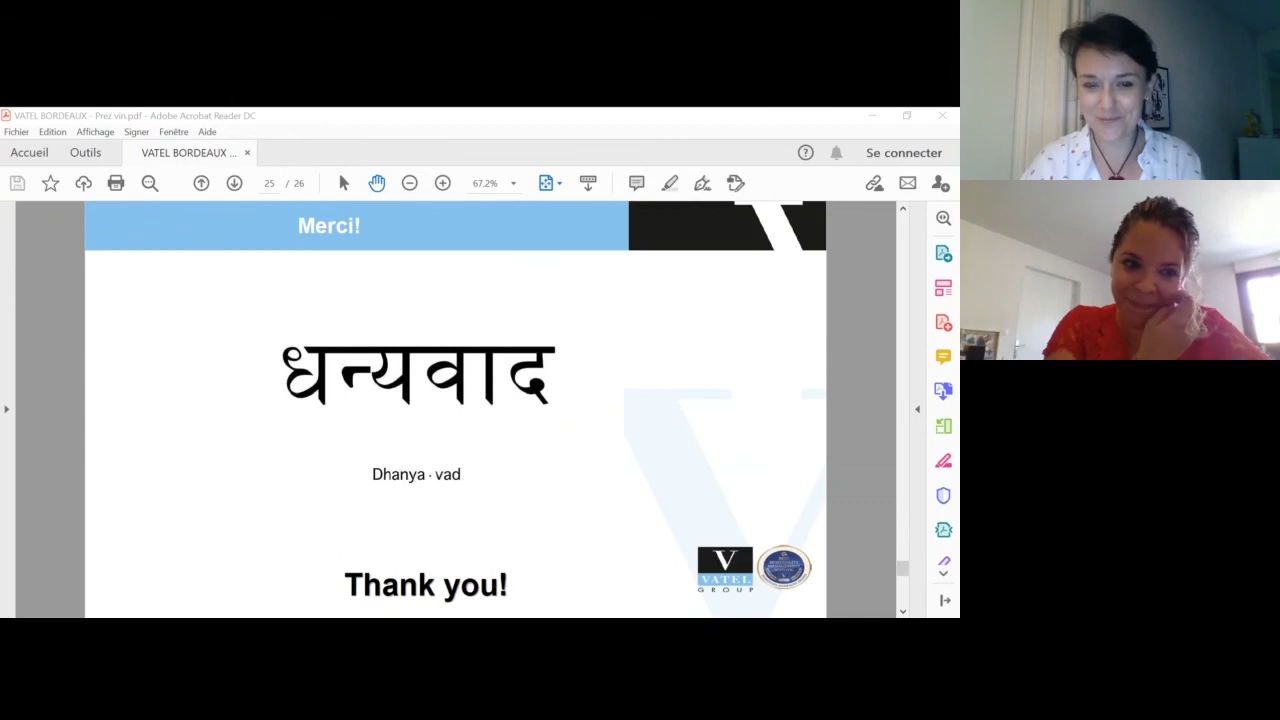 VATEL BORDEAUX - Prez vin.pdf - Adobe Acrobat Reader DC
Fichier Edition Affichage Signer Fenêtre Aide
Accueil Outils VATEL BORDEAUX ... × Se connecter
25 / 26 67,2%
Merci!
धन्यवाद
Dhanya · vad
Thank you!
V
VATEL
GROUP